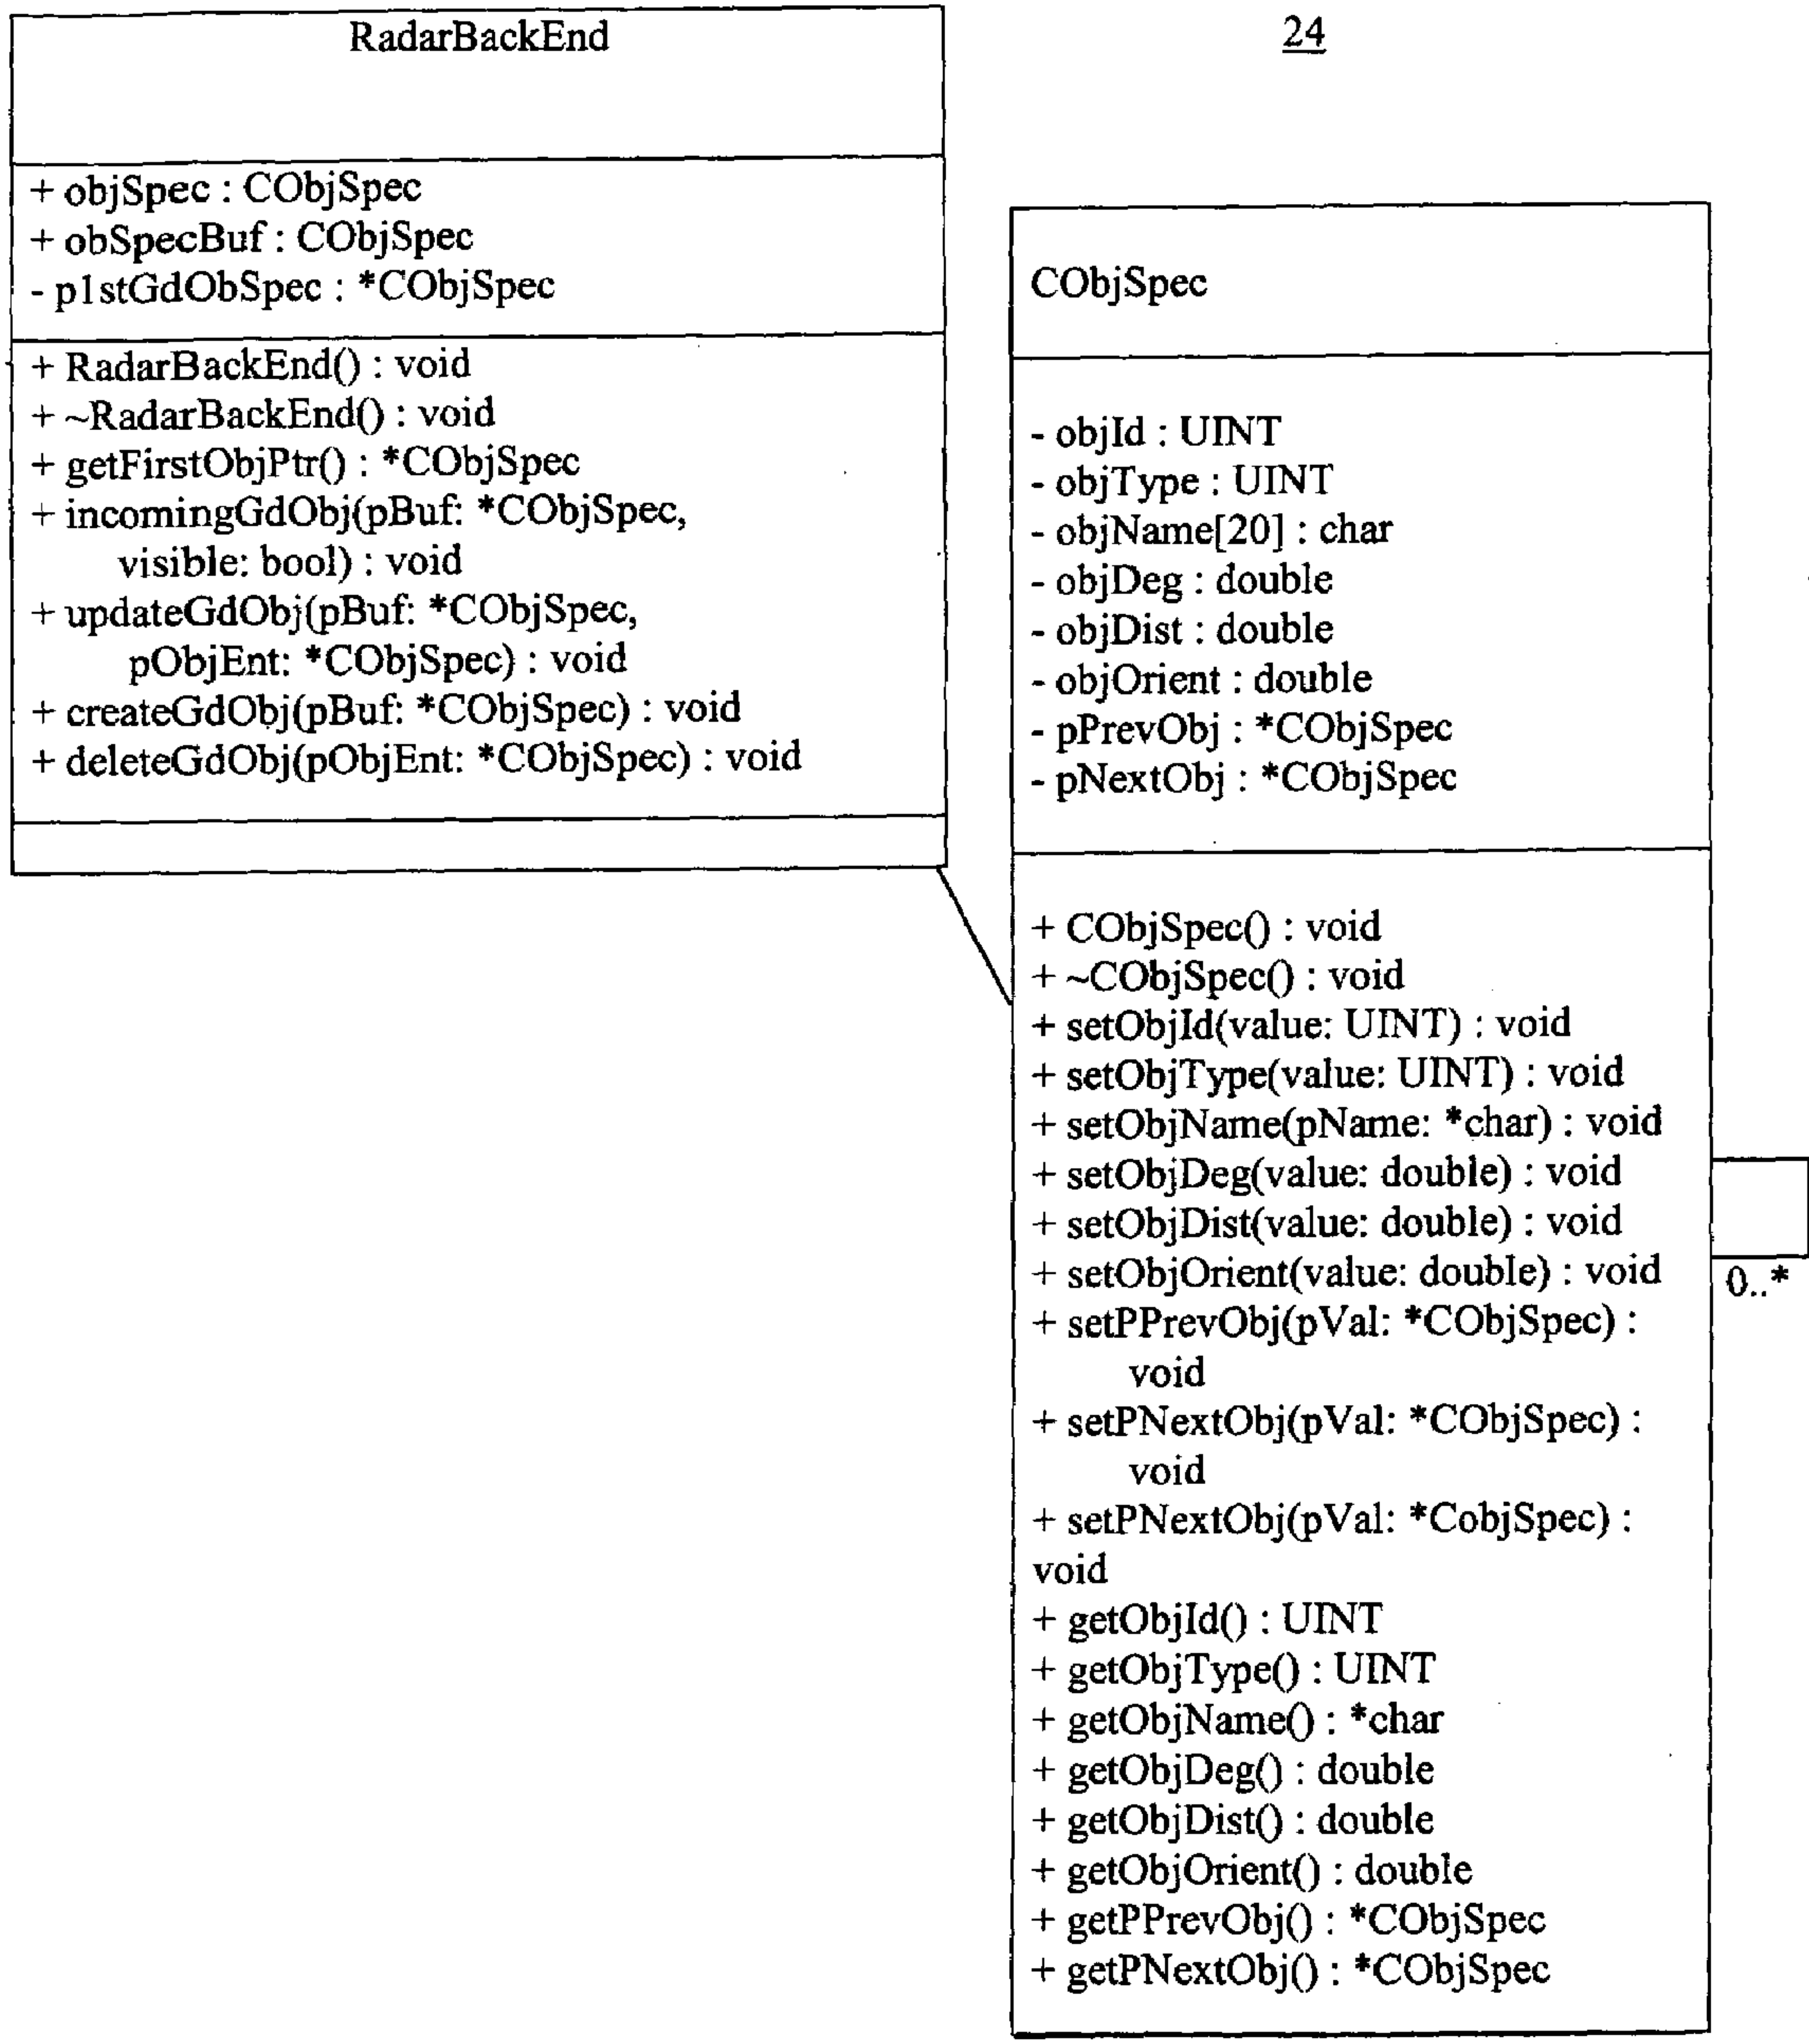 RadarBackEnd
+ objSpec : CObjSpec
+ obSpecBuf : CObjSpec
- p1stGdObSpec : *CObjSpec
+ RadarBackEnd() : void
+ ~RadarBackEnd() : void
+ getFirstObjPtr() : *CObjSpec
+ incomingGdObj(pBuf: *CObjSpec,
visible: bool) : void
+ updateGdObj(pBuf: *CObjSpec,
pObjEnt: *CObjSpec) : void
+ createGdObj(pBuf: *CObjSpec) : void
+ deleteGdObj(pObjEnt: *CObjSpec) : void
24
CObjSpec
- objId : UINT
- objType : UINT
- objName[20] : char
- objDeg : double
- objDist : double
- objOrient : double
- pPrevObj : *CObjSpec
- pNextObj : *CObjSpec
+ CObjSpec() : void
+ ~CObjSpec() : void
+ setObjId(value: UINT) : void
+ setObjType(value: UINT) : void
+ setObjName(pName: *char) : void
+ setObjDeg(value: double) : void
+ setObjDist(value: double) : void
+ setObjOrient(value: double) : void
+ setPPrevObj(pVal: *CObjSpec) :
void
+ setPNextObj(pVal: *CObjSpec) :
void
+ setPNextObj(pVal: *CobjSpec) :
void
+ getObjId() : UINT
+ getObjType() : UINT
+ getObjName() : *char
+ getObjDeg() : double
+ getObjDist() : double
+ getObjOrient() : double
+ getPPrevObj() : *CObjSpec
+ getPNextObj() : *CObjSpec
0..*